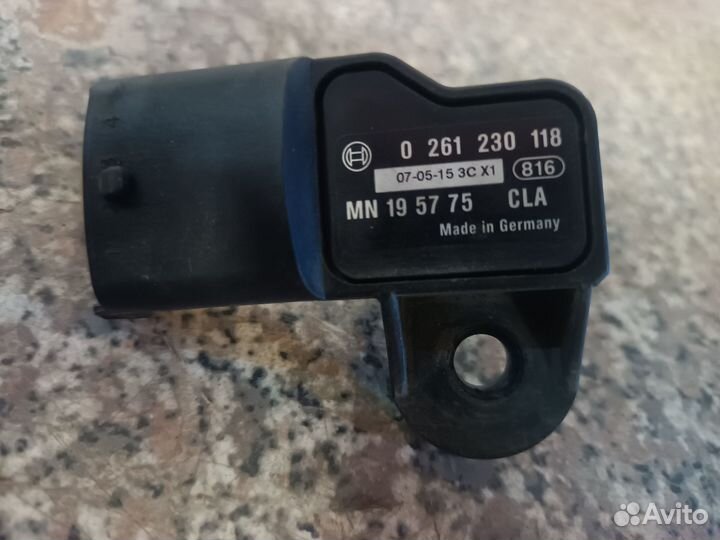 0 261 230 118
07-05-15 3C X1 816
MN 19 57 75 CLA
Made in Germany
4
Avito